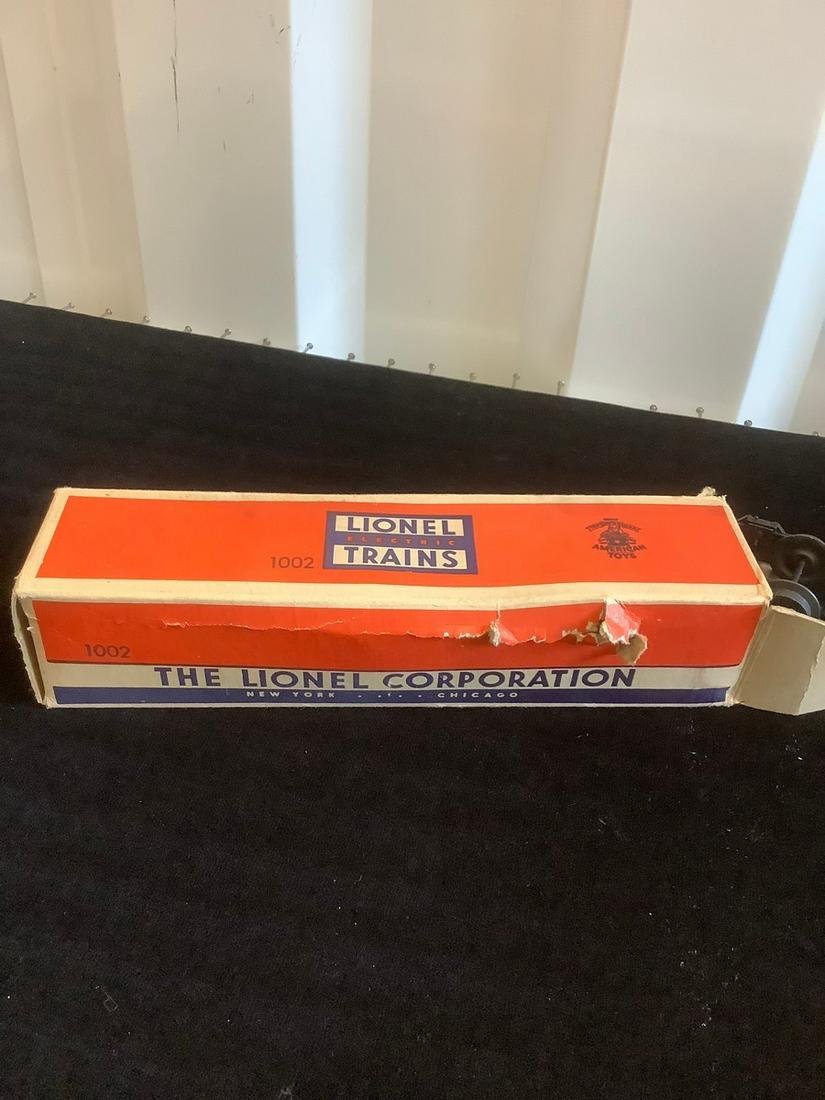 LIONEL
ELECTRIC
TRAINS
1002
AMERICAN
TOYS
1002
THE LIONEL CORPORATION
NEW YORK CHICAGO